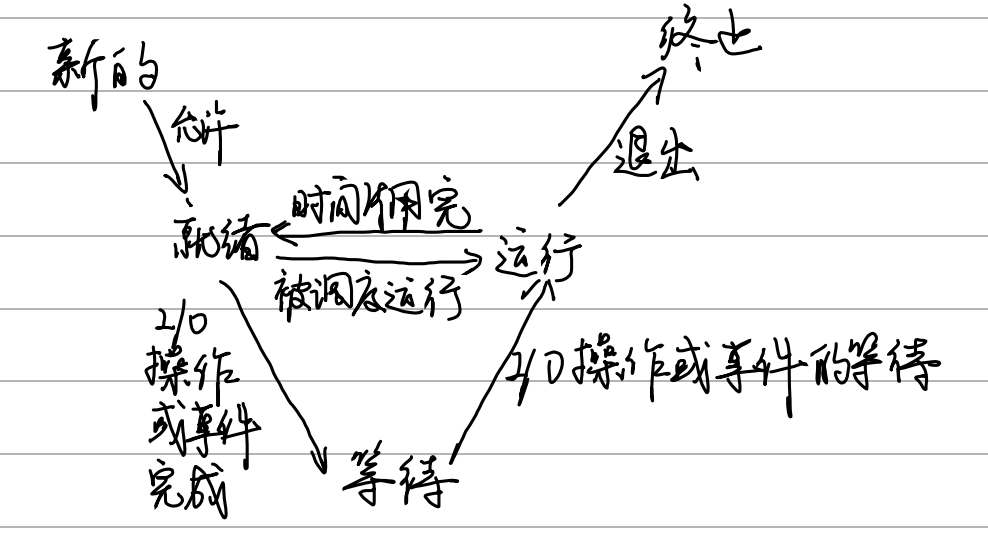 终止
新的
允许
退出
时间片用完
就绪
运行
被调度运行
I/O
操作
或事件
完成
I/O操作或事件的等待
等待